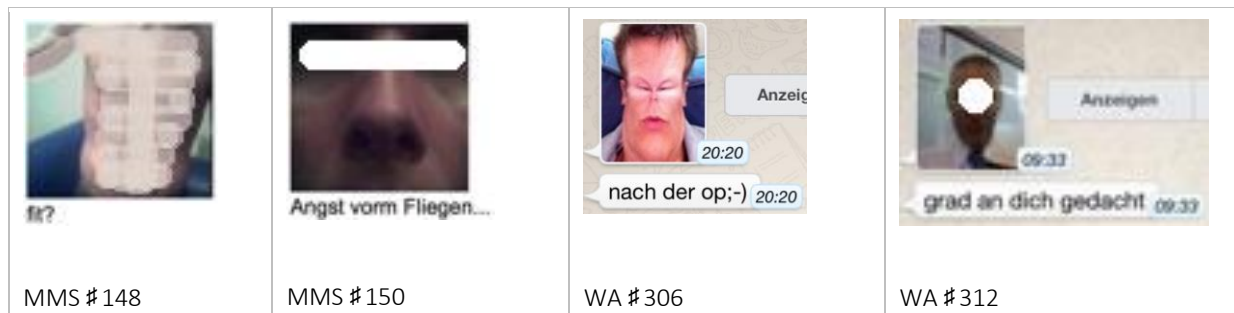 fit?
Angst vorm Fliegen...
Anzeig
20:20
nach der op;-) 20:20
Anzeigen
09:33
grad an dich gedacht 09:33
MMS ♯148
MMS ♯150
WA ♯306
WA ♯312